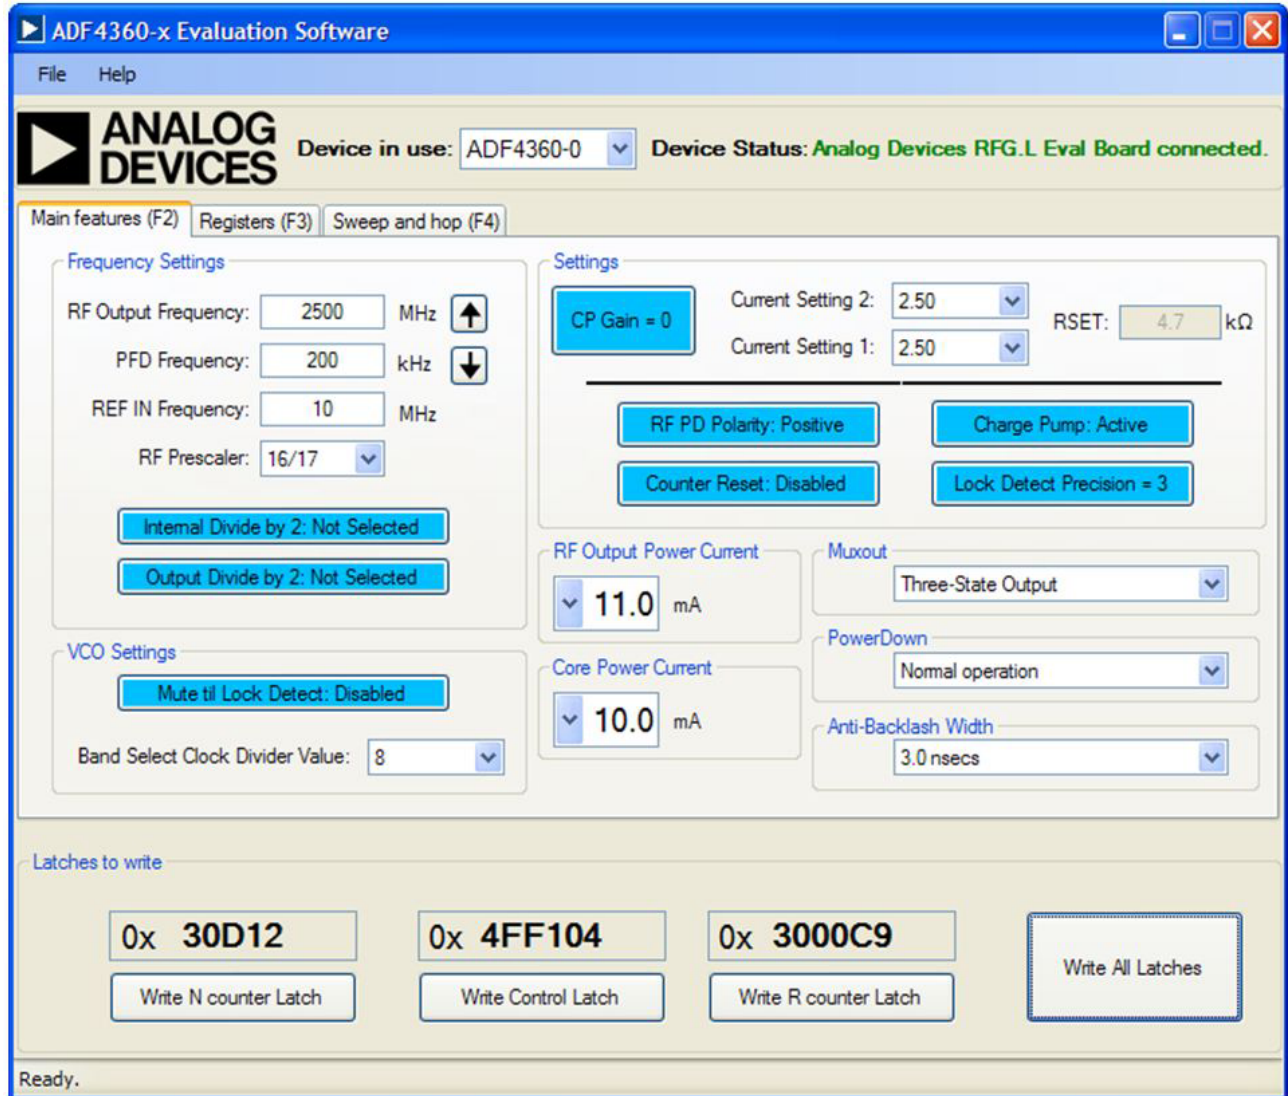 ADF4360-x Evaluation Software
File Help
ANALOG DEVICES
Device in use: ADF4360-0 Device Status: Analog Devices RFG.L Eval Board connected.
Main features (F2) Registers (F3) Sweep and hop (F4)
Frequency Settings
RF Output Frequency: 2500 MHz
PFD Frequency: 200 kHz
REF IN Frequency: 10 MHz
RF Prescaler: 16/17
Internal Divide by 2: Not Selected
Output Divide by 2: Not Selected
VCO Settings
Mute til Lock Detect: Disabled
Band Select Clock Divider Value: 8
Settings
CP Gain = 0
Current Setting 2: 2.50
Current Setting 1: 2.50
RSET: 4.7 kΩ
RF PD Polarity: Positive Charge Pump: Active
Counter Reset: Disabled Lock Detect Precision = 3
RF Output Power Current
11.0 mA
Core Power Current
10.0 mA
Muxout
Three-State Output
PowerDown
Normal operation
Anti-Backlash Width
3.0 nsecs
Latches to write
0x 30D12 0x 4FF104 0x 3000C9
Write N counter Latch Write Control Latch Write R counter Latch Write All Latches
Ready.